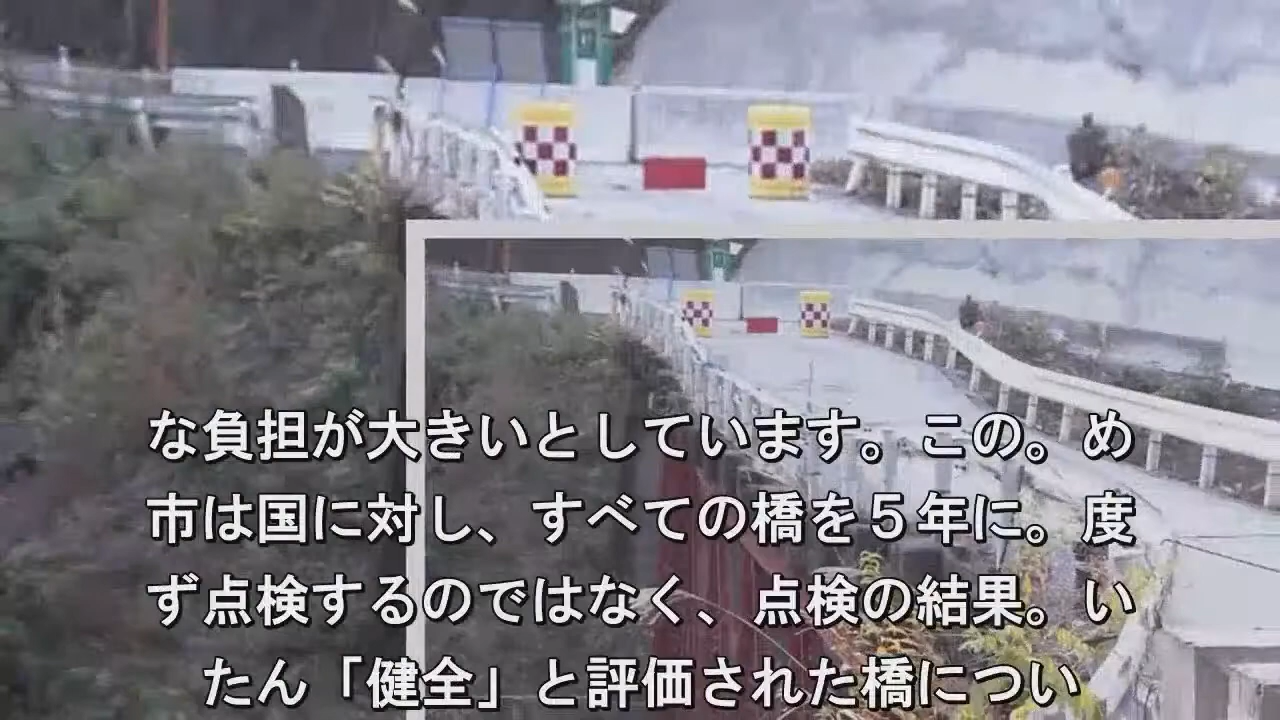 な負担が大きいとしています。この。め
市は国に対し、すべての橋を５年に。度
ず点検するのではなく、点検の結果。い
たん「健全」と評価された橋につい